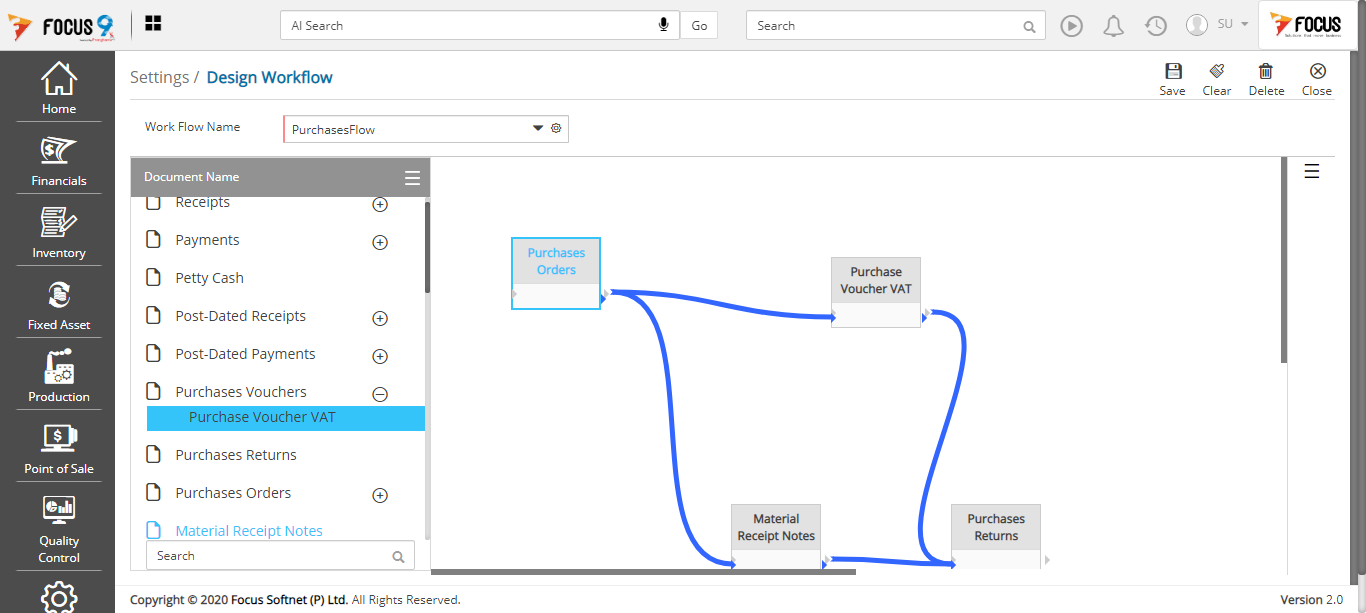 FOCUS 9
AI Search
Go
Search
SU
FOCUS
Settings / Design Workflow
Save
Clear
Delete
Close
Home
Financials
Inventory
Fixed Asset
Production
Point of Sale
Quality
Control
Work Flow Name
PurchasesFlow
Document Name
Receipts
Payments
Petty Cash
Post-Dated Receipts
Post-Dated Payments
Purchases Vouchers
Purchase Voucher VAT
Purchases Returns
Purchases Orders
Material Receipt Notes
Search
Purchases
Orders
Purchase
Voucher VAT
Material
Receipt Notes
Purchases
Returns
Copyright © 2020 Focus Softnet (P) Ltd. All Rights Reserved.
Version 2.0